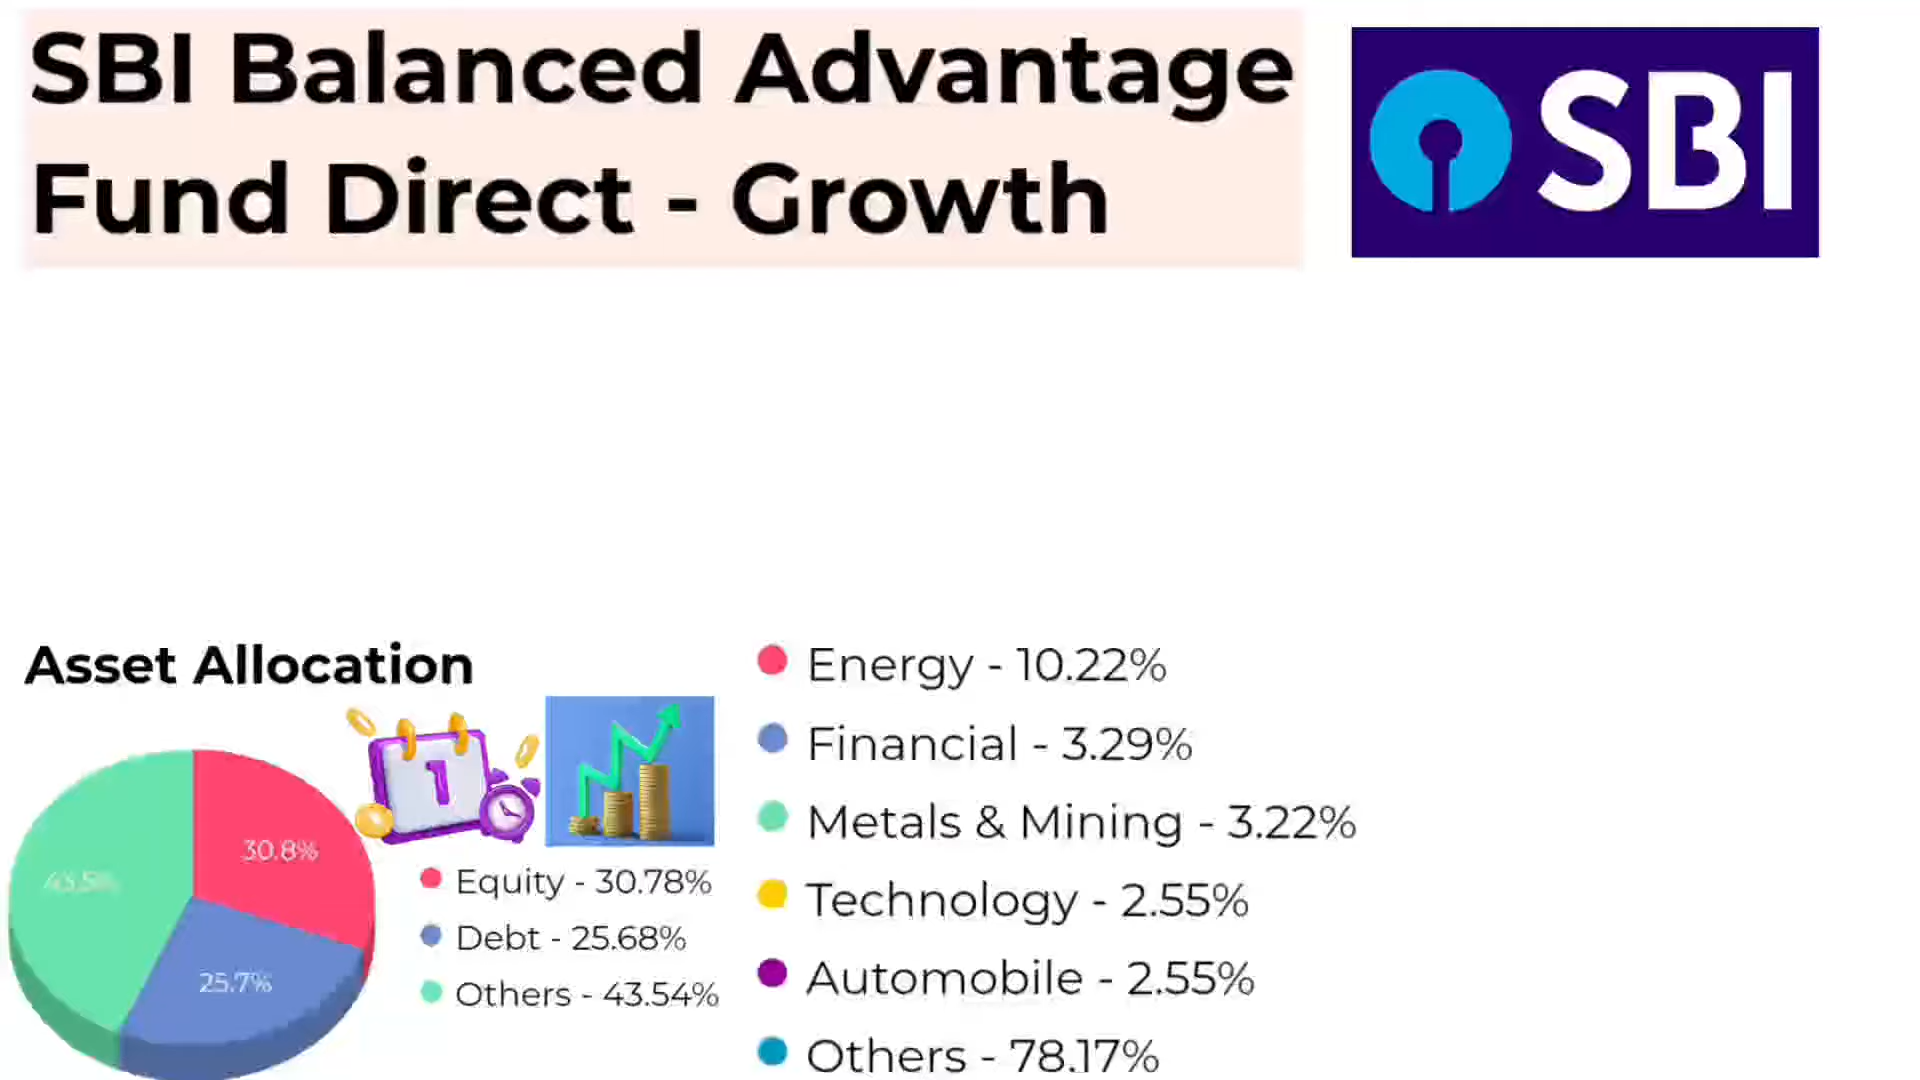 SBI Balanced Advantage
Fund Direct - Growth
SBI
Asset Allocation
1
30.8%
43.5%
25.7%
Equity - 30.78%
Debt - 25.68%
Others - 43.54%
Energy - 10.22%
Financial - 3.29%
Metals & Mining - 3.22%
Technology - 2.55%
Automobile - 2.55%
Others - 78.17%